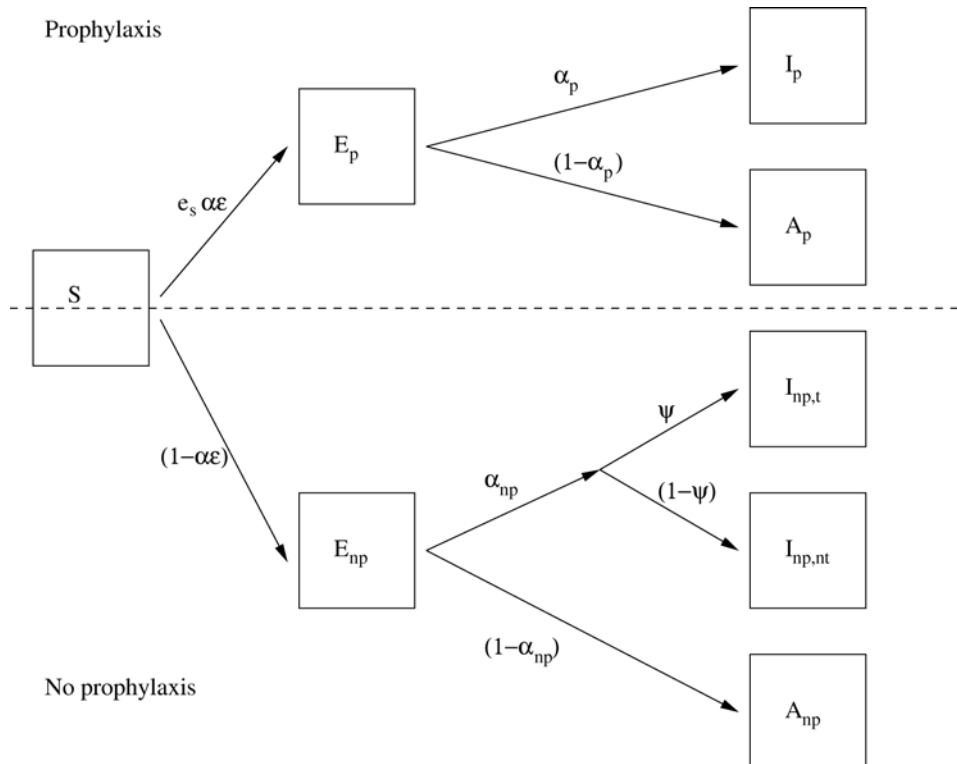 Prophylaxis
I_p
α_p
E_p
(1−α_p)
e_s αε
A_p
S
I_np,t
ψ
(1−αε)
α_np
(1−ψ)
E_np
I_np,nt
(1−α_np)
No prophylaxis
A_np